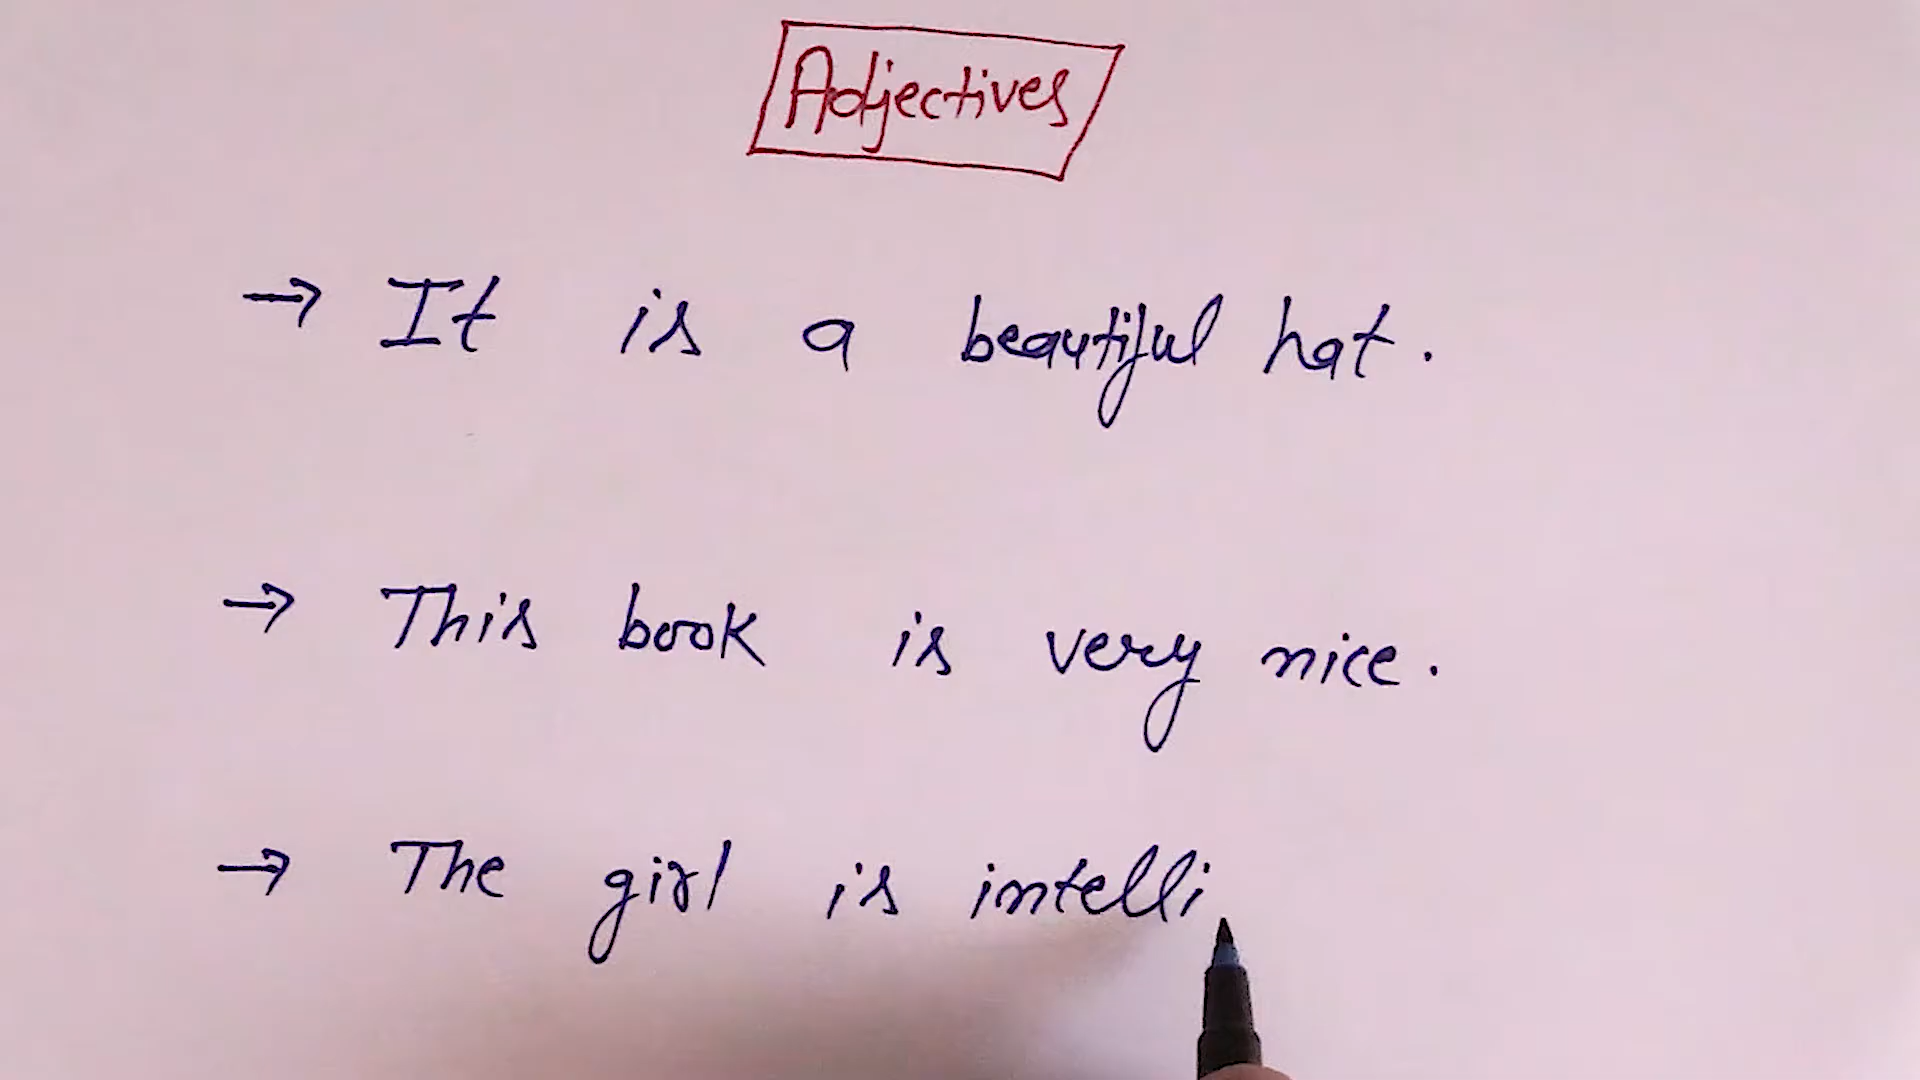 Adjectives
→ It is a beautiful hat.
→ This book is very nice.
→ The girl is intelli